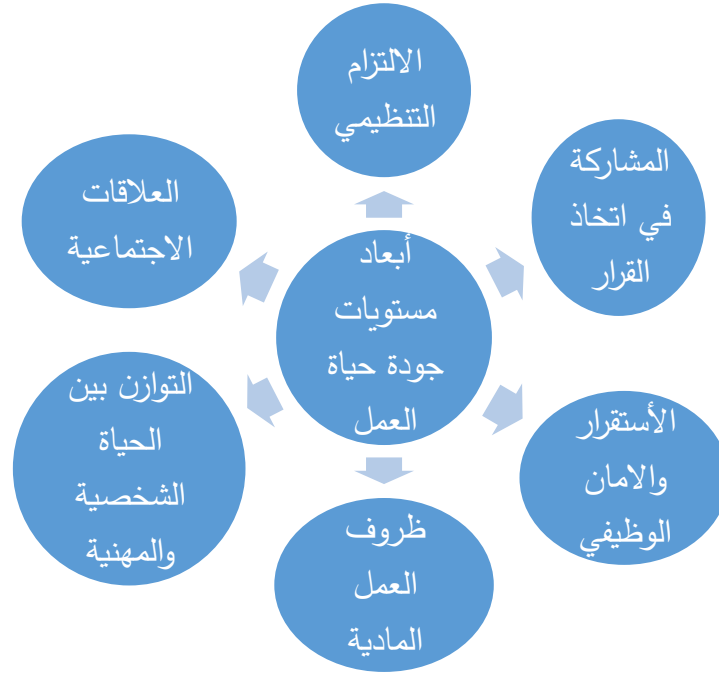 الالتزام
التنظيمي
المشاركة
في اتخاذ
القرار
العلاقات
الاجتماعية
أبعاد
مستويات
جودة حياة
العمل
الأستقرار
والامان
الوظيفي
التوازن بين
الحياة
الشخصية
والمهنية
ظروف
العمل
المادية